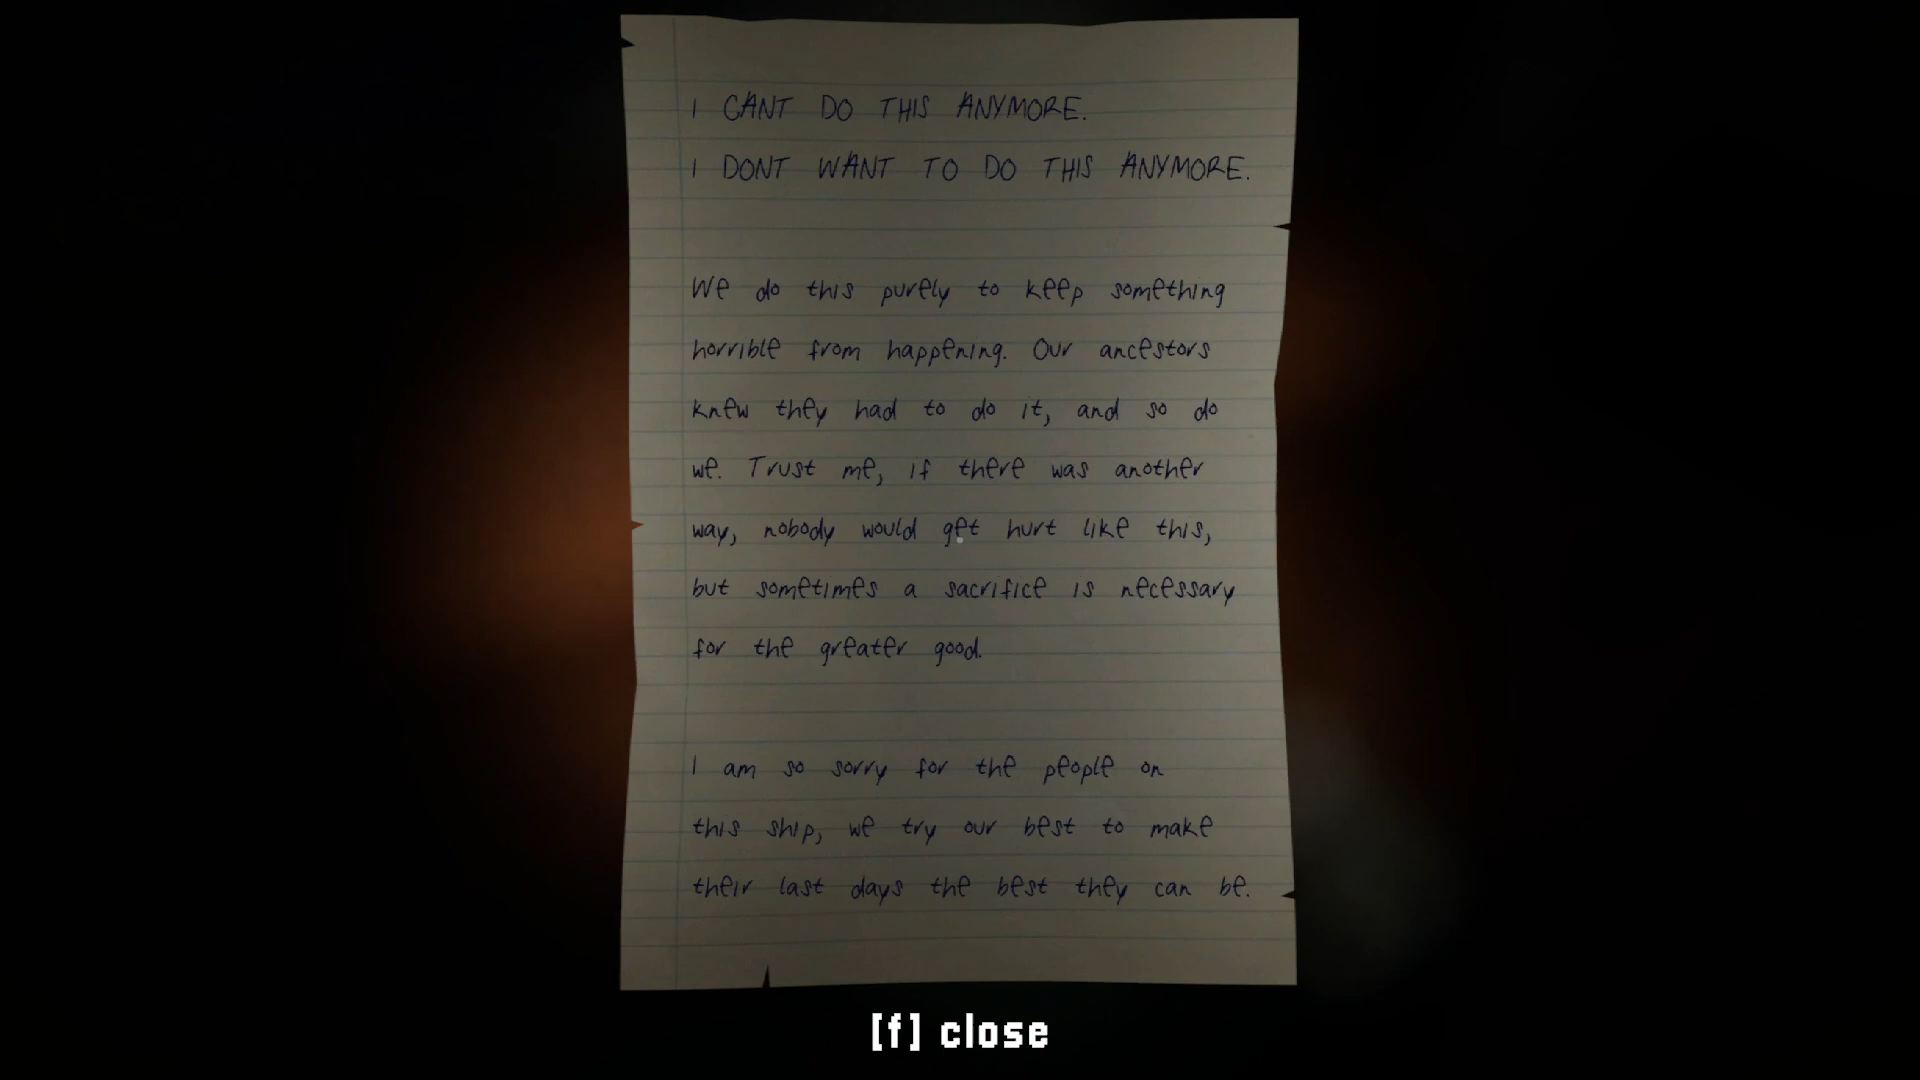 I CANT DO THIS ANYMORE.
I DONT WANT TO DO THIS ANYMORE.
We do this purely to keep something
horrible from happening. Our ancestors
knew they had to do it, and so do
we. Trust me, if there was another
way, nobody would get hurt like this,
but sometimes a sacrifice is necessary
for the greater good.
I am so sorry for the people on
this ship, we try our best to make
their last days the best they can be.
[f] close